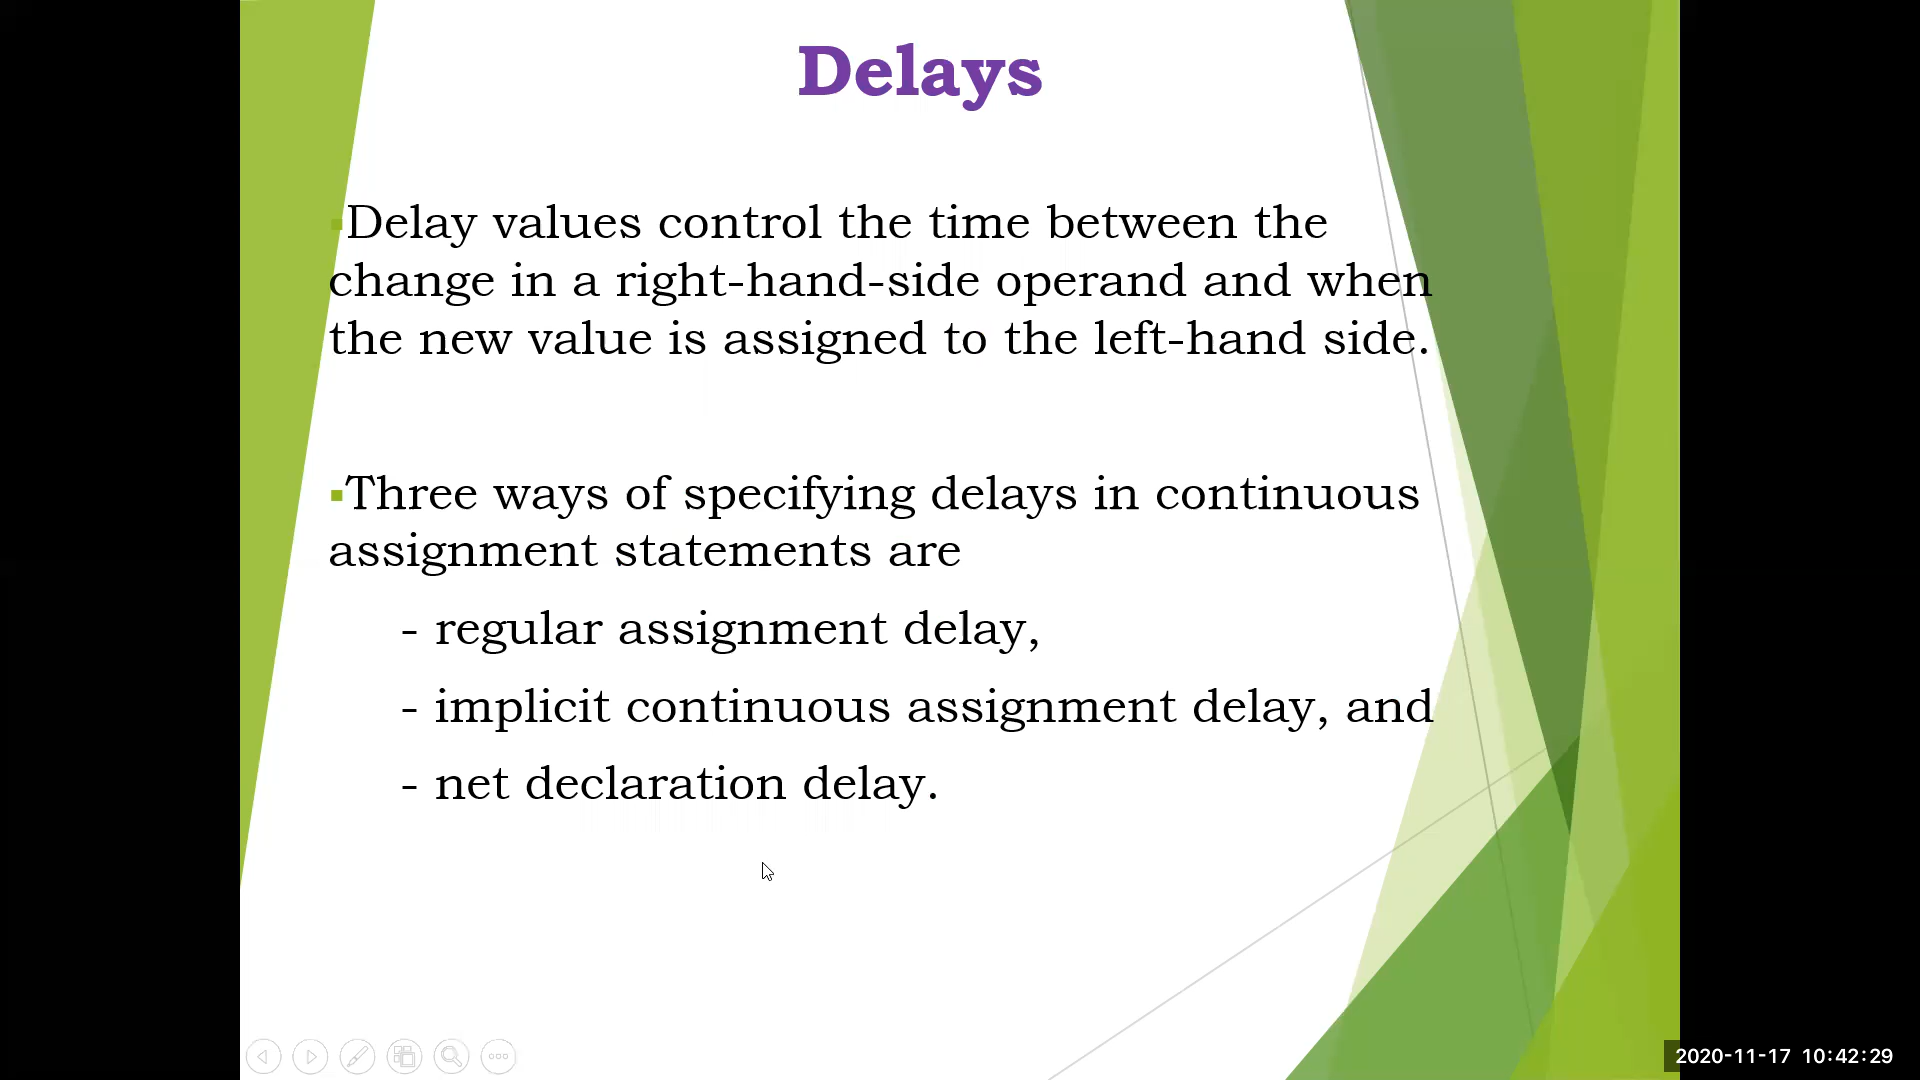 Delays
▪Delay values control the time between the
change in a right-hand-side operand and when
the new value is assigned to the left-hand side.
▪Three ways of specifying delays in continuous
assignment statements are
- regular assignment delay,
- implicit continuous assignment delay, and
- net declaration delay.
2020-11-17 10:42:29